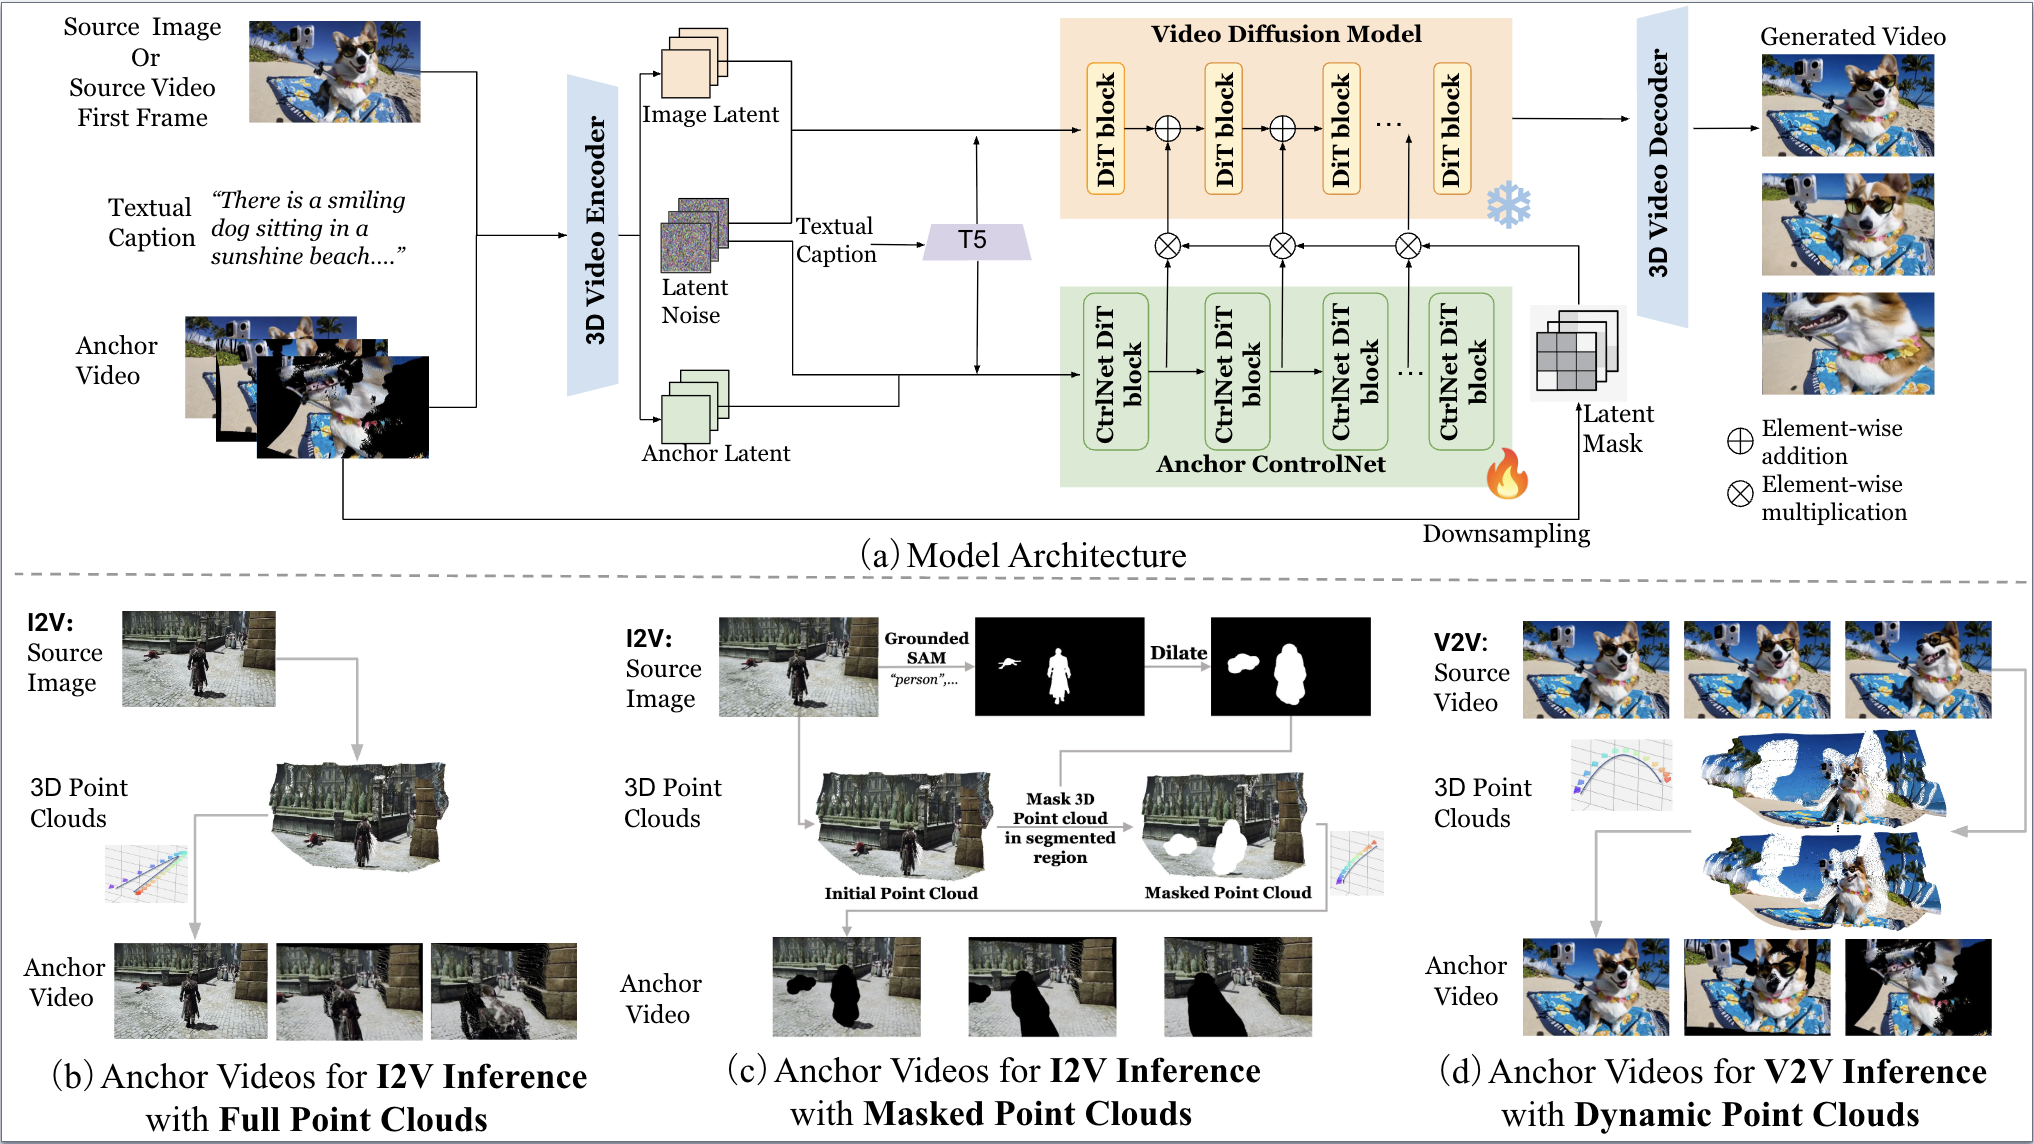 Source Image
Or
Source Video
First Frame
Textual
Caption
“There is a smiling
dog sitting in a
sunshine beach....”
Anchor
Video
3D Video Encoder
Image Latent
Latent
Noise
Anchor Latent
Textual
Caption
T5
Video Diffusion Model
DiT block
DiT block
DiT block
...
DiT block
CtrlNet DiT
block
CtrlNet DiT
block
CtrlNet DiT
block
...
CtrlNet DiT
block
Anchor ControlNet
Latent
Mask
Downsampling
3D Video Decoder
Generated Video
Element-wise
addition
Element-wise
multiplication
(a) Model Architecture
I2V:
Source
Image
3D Point
Clouds
Anchor
Video
(b) Anchor Videos for I2V Inference
with Full Point Clouds
I2V:
Source
Image
Grounded
SAM
“person”,...
Dilate
3D Point
Clouds
Initial Point Cloud
Mask 3D
Point cloud
in segmented
region
Masked Point Cloud
Anchor
Video
(c) Anchor Videos for I2V Inference
with Masked Point Clouds
V2V:
Source
Video
3D Point
Clouds
Anchor
Video
(d) Anchor Videos for V2V Inference
with Dynamic Point Clouds